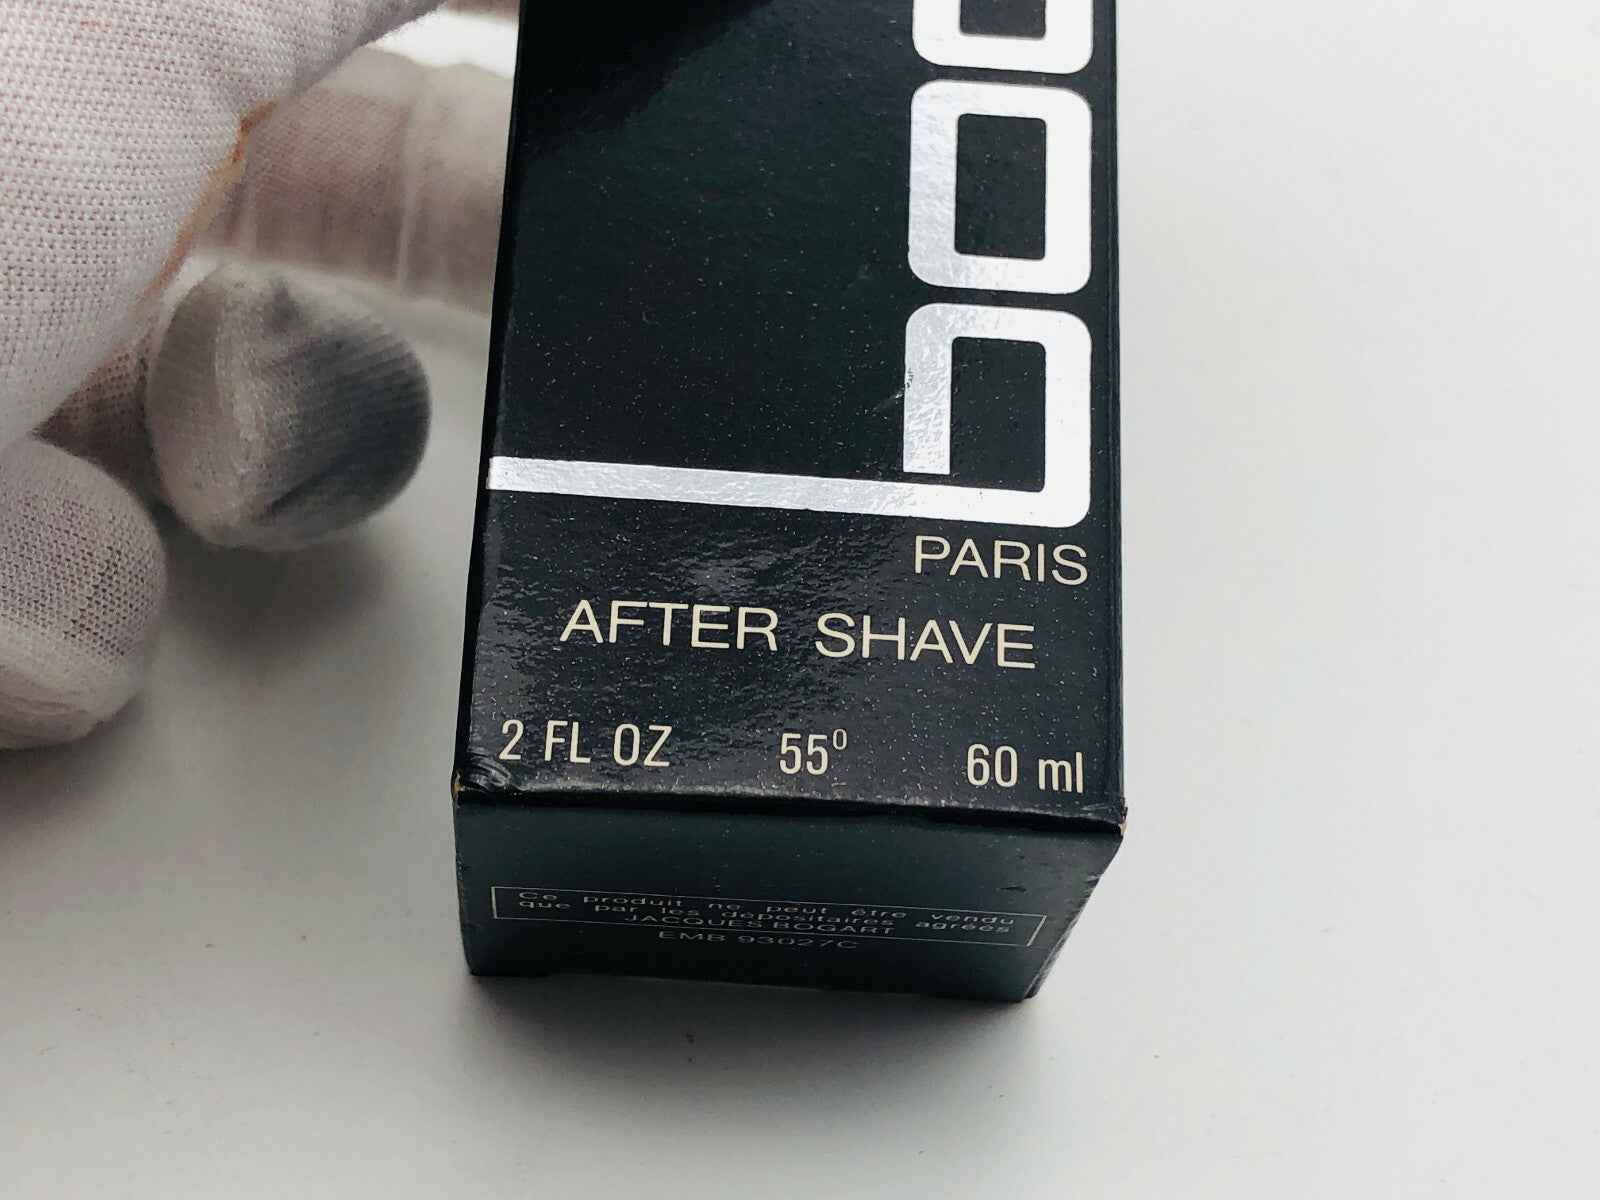 bog
PARIS
AFTER SHAVE
2 FL OZ 55° 60 ml
Ce produit ne peut être vendu
que par les dépositaires agréés
JACQUES BOGART
EMB 93027C